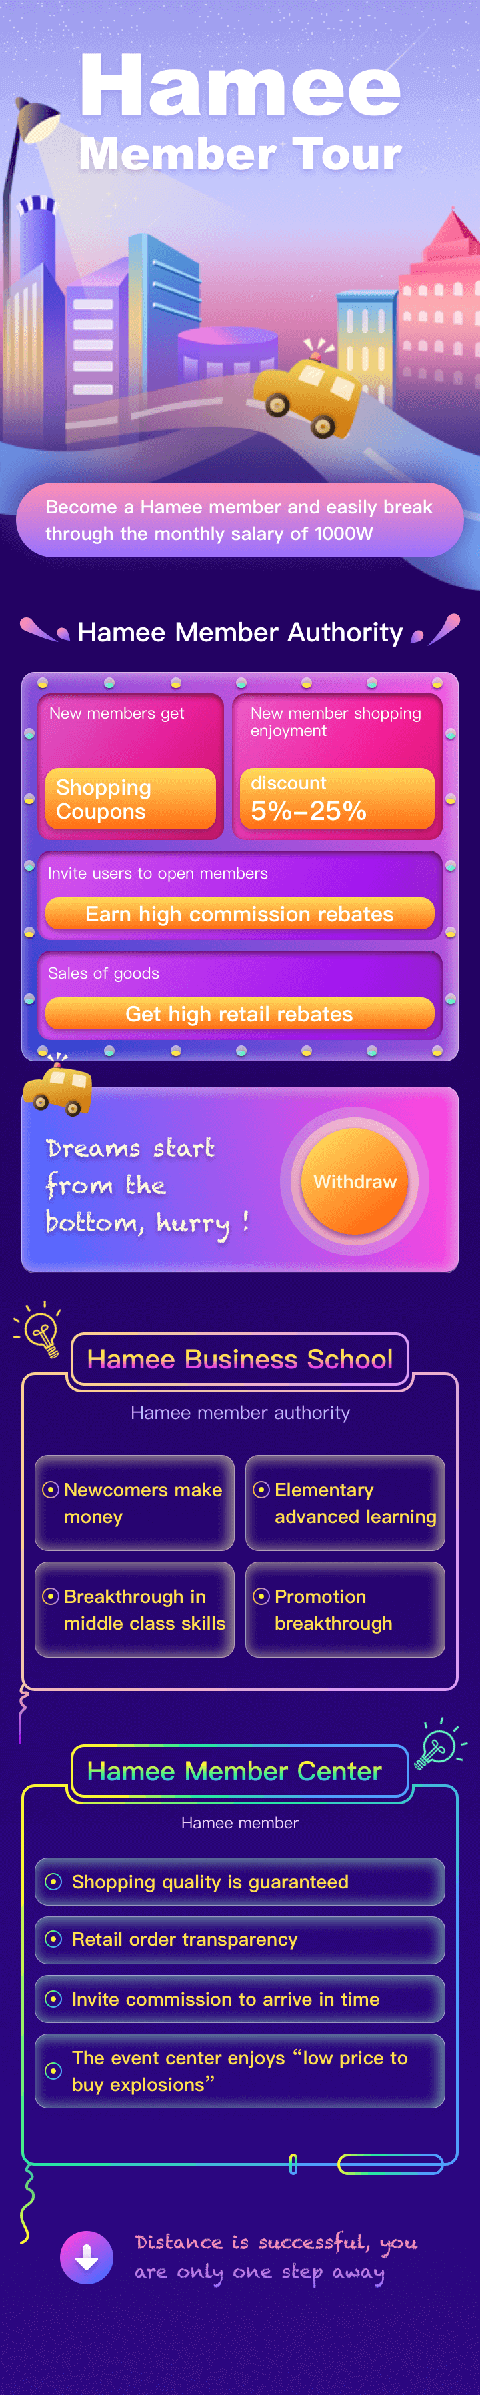 Hamee
Member Tour
Become a Hamee member and easily break
through the monthly salary of 1000W
Hamee Member Authority
New members get
Shopping
Coupons
New member shopping
enjoyment
discount
5%–25%
Invite users to open members
Earn high commission rebates
Sales of goods
Get high retail rebates
Dreams start
from the
bottom, hurry !
Withdraw
Hamee Business School
Hamee member authority
Newcomers make
money
Elementary
advanced learning
Breakthrough in
middle class skills
Promotion
breakthrough
Hamee Member Center
Hamee member
Shopping quality is guaranteed
Retail order transparency
Invite commission to arrive in time
The event center enjoys “low price to
buy explosions”
Distance is successful, you
are only one step away